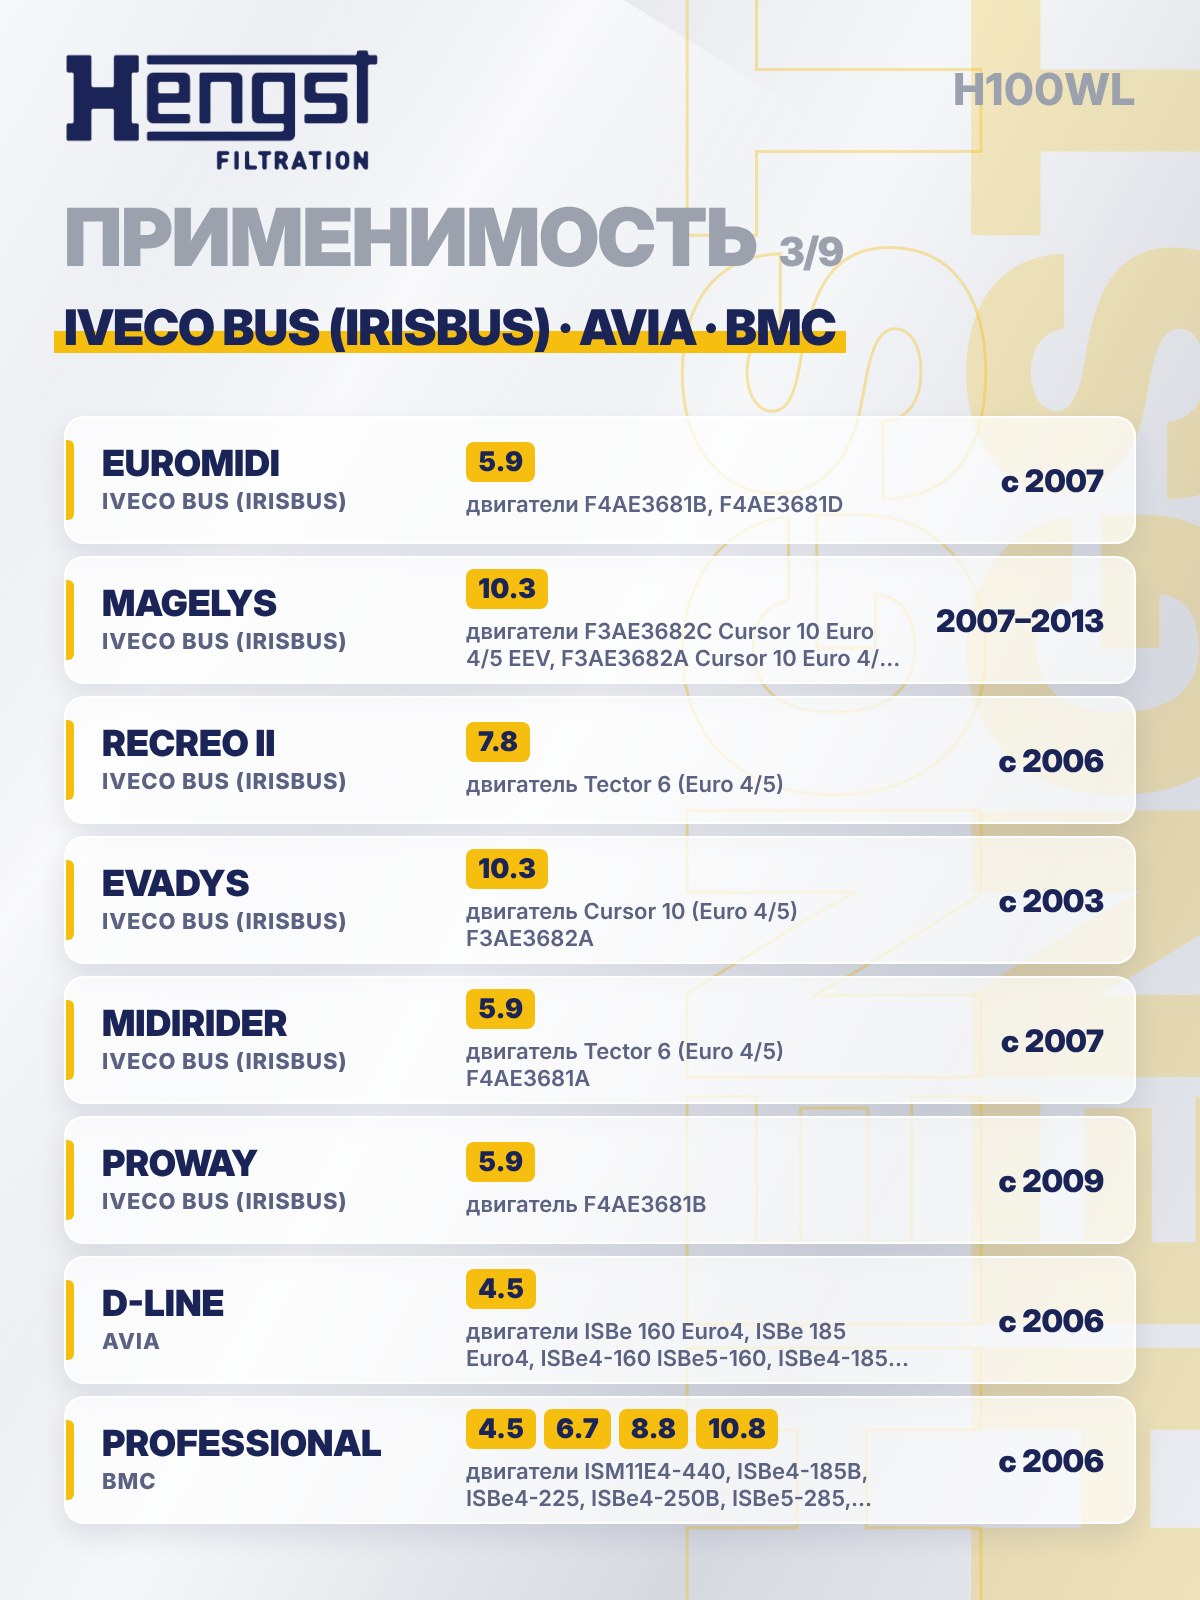 Hengst
FILTRATION
H100WL
ПРИМЕНИМОСТЬ 3/9
IVECO BUS (IRISBUS) · AVIA · BMC
EUROMIDI
IVECO BUS (IRISBUS)
5.9
двигатели F4AE3681B, F4AE3681D
с 2007
MAGELYS
IVECO BUS (IRISBUS)
10.3
двигатели F3AE3682C Cursor 10 Euro
4/5 EEV, F3AE3682A Cursor 10 Euro 4/...
2007–2013
RECREO II
IVECO BUS (IRISBUS)
7.8
двигатель Tector 6 (Euro 4/5)
с 2006
EVADYS
IVECO BUS (IRISBUS)
10.3
двигатель Cursor 10 (Euro 4/5)
F3AE3682A
с 2003
MIDIRIDER
IVECO BUS (IRISBUS)
5.9
двигатель Tector 6 (Euro 4/5)
F4AE3681A
с 2007
PROWAY
IVECO BUS (IRISBUS)
5.9
двигатель F4AE3681B
с 2009
D-LINE
AVIA
4.5
двигатели ISBe 160 Euro4, ISBe 185
Euro4, ISBe4-160 ISBe5-160, ISBe4-185...
с 2006
PROFESSIONAL
BMC
4.5 6.7 8.8 10.8
двигатели ISM11E4-440, ISBe4-185B,
ISBe4-225, ISBe4-250B, ISBe5-285,...
с 2006
HENGST
HENGST